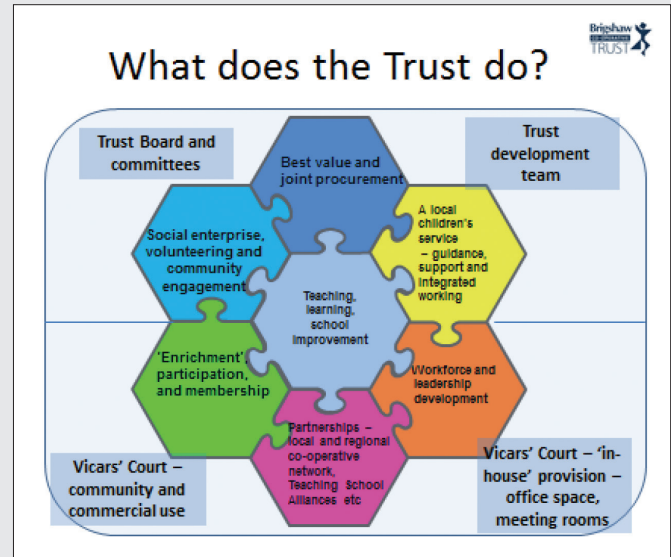 Brigshaw
CO-OPERATIVE
TRUST
What does the Trust do?
Trust Board and
committees
Trust
development
team
Best value and
joint procurement
Social enterprise,
volunteering and
community
engagement
A local
children's
service
– guidance,
support and
integrated
working
Teaching,
learning,
school
improvement
'Enrichment',
participation,
and membership
Workforce and
leadership
development
Partnerships –
local and regional
co-operative
network,
Teaching School
Alliances etc
Vicars' Court –
community and
commercial use
Vicars' Court – 'in-
house' provision –
office space,
meeting rooms